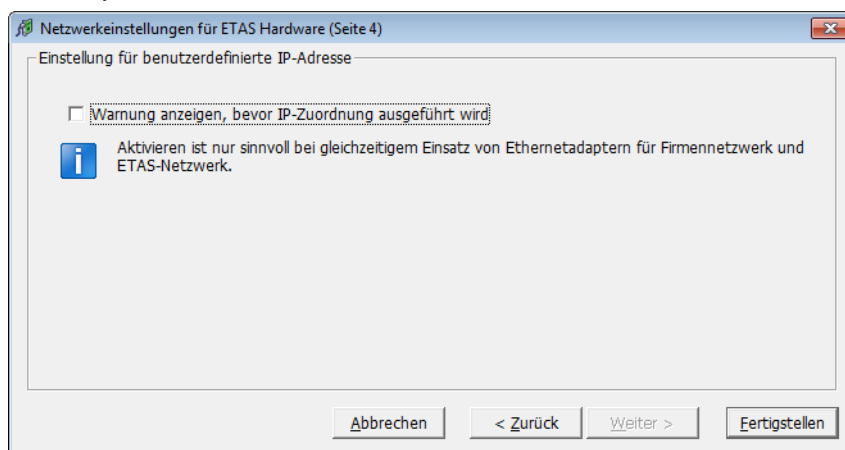 Netzwerkeinstellungen für ETAS Hardware (Seite 4)
Einstellung für benutzerdefinierte IP-Adresse
Warnung anzeigen, bevor IP-Zuordnung ausgeführt wird
Aktivieren ist nur sinnvoll bei gleichzeitigem Einsatz von Ethernetadaptern für Firmennetzwerk und
ETAS-Netzwerk.
Abbrechen < Zurück Weiter > Fertigstellen